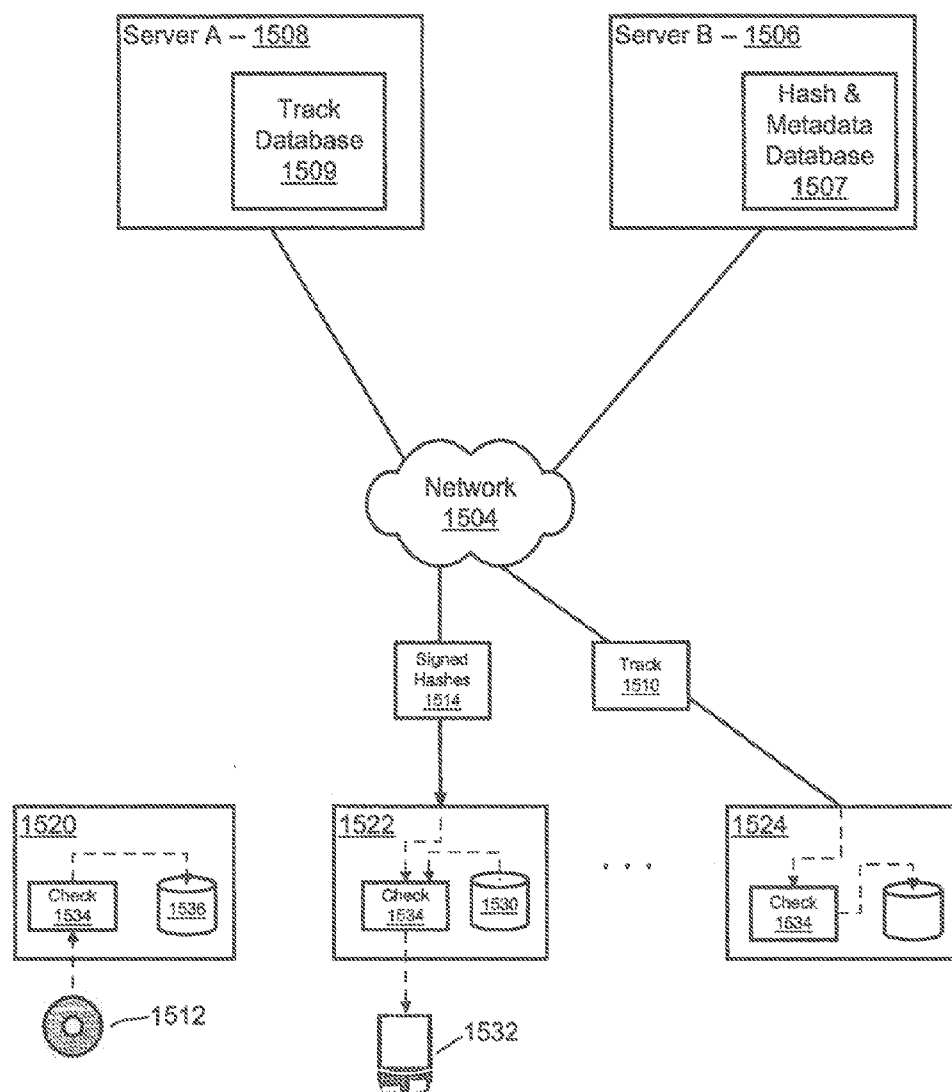 Server A – 1508
Track
Database
1509
Server B – 1506
Hash &
Metadata
Database
1507
Network
1504
Signed
Hashes
1514
Track
1510
1520
Check
1534
1536
1522
Check
1534
1530
. . .
1524
Check
1534
1512
1532